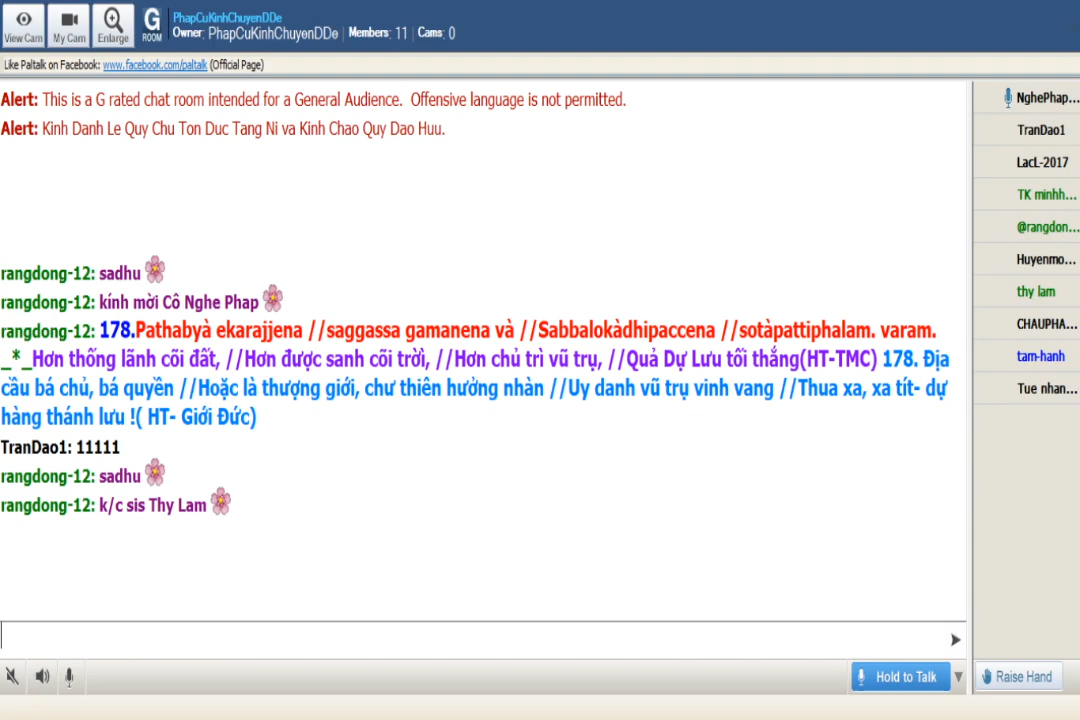 View Cam
My Cam
Enlarge
G
ROOM
PhapCuKinhChuyenDDe
Owner: PhapCuKinhChuyenDDe | Members: 11 | Cams: 0
Like Paltalk on Facebook: www.facebook.com/paltalk (Official Page)
Alert: This is a G rated chat room intended for a General Audience. Offensive language is not permitted.
Alert: Kinh Danh Le Quy Chu Ton Duc Tang Ni va Kinh Chao Quy Dao Huu.
rangdong-12: sadhu
rangdong-12: kính mời Cô Nghe Phap
rangdong-12: 178.Pathabyà ekarajjena //saggassa gamanena và //Sabbalokàdhipaccena //sotàpattiphalam. varam.
_*_Hơn thống lãnh cõi đất, //Hơn được sanh cõi trời, //Hơn chủ trì vũ trụ, //Quả Dự Lưu tối thắng(HT-TMC) 178. Địa
cầu bá chủ, bá quyền //Hoặc là thượng giới, chư thiên hưởng nhàn //Uy danh vũ trụ vinh vang //Thua xa, xa tít- dự
hàng thánh lưu !( HT- Giới Đức)
TranDao1: 11111
rangdong-12: sadhu
rangdong-12: k/c sis Thy Lam
NghePhap...
TranDao1
LacL-2017
TK minhh...
@rangdon...
Huyenmo...
thy lam
CHAUPHA...
tam-hanh
Tue nhan...
Hold to Talk
Raise Hand